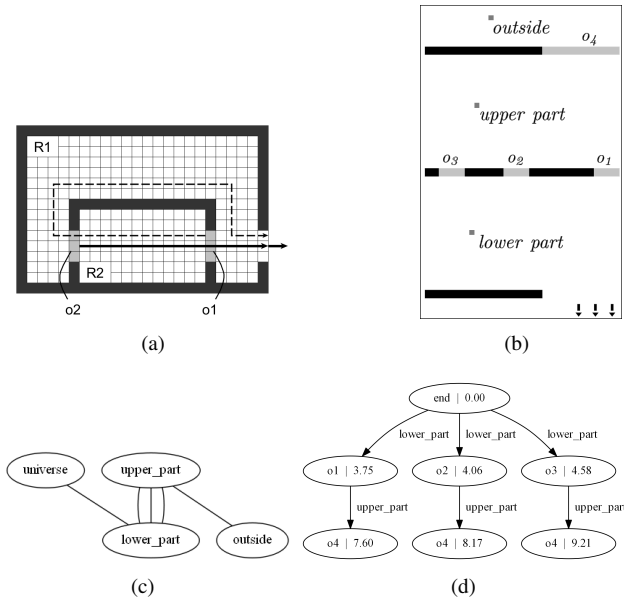 R1
R2
o2
o1
(a)
outside
o4
upper part
o3
o2
o1
lower part
(b)
universe
upper_part
lower_part
outside
(c)
end | 0.00
lower_part
lower_part
lower_part
o1 | 3.75
o2 | 4.06
o3 | 4.58
upper_part
upper_part
upper_part
o4 | 7.60
o4 | 8.17
o4 | 9.21
(d)